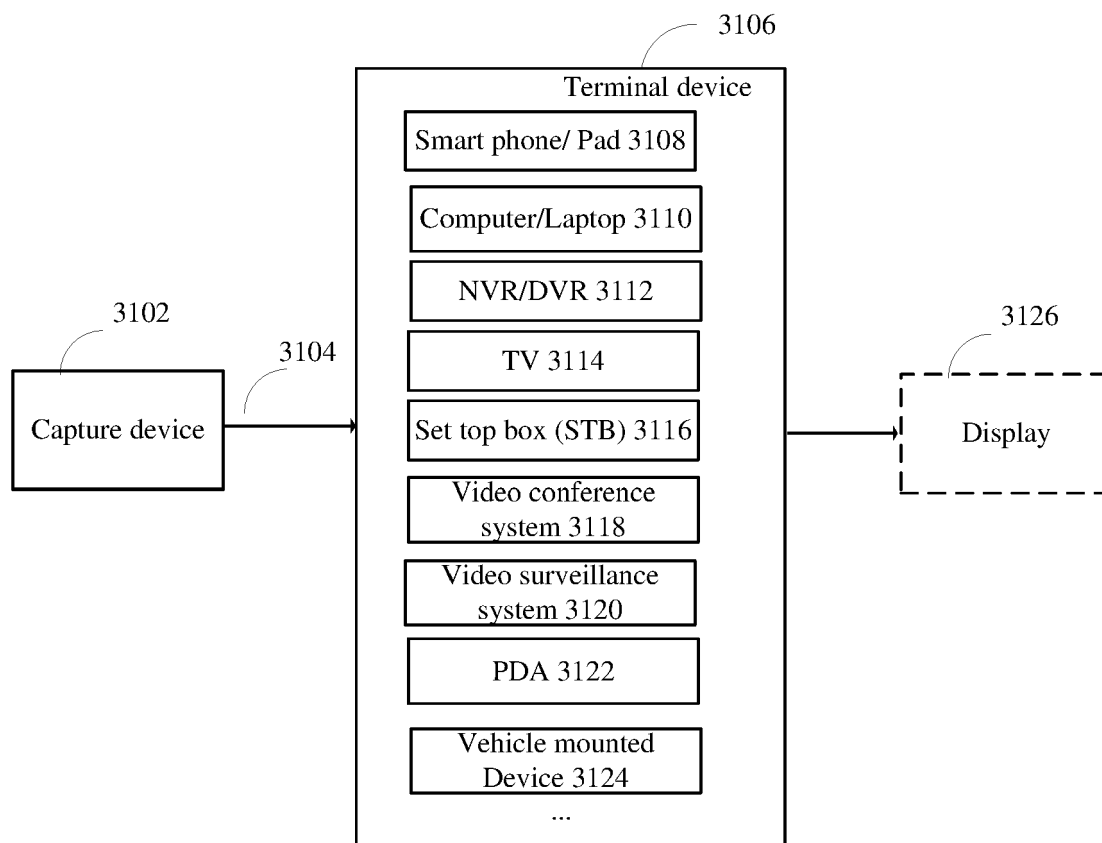 3106
Terminal device
Smart phone/ Pad 3108
Computer/Laptop 3110
NVR/DVR 3112
3102
3104
TV 3114
3126
Capture device
Set top box (STB) 3116
Display
Video conference
system 3118
Video surveillance
system 3120
PDA 3122
Vehicle mounted
Device 3124
...